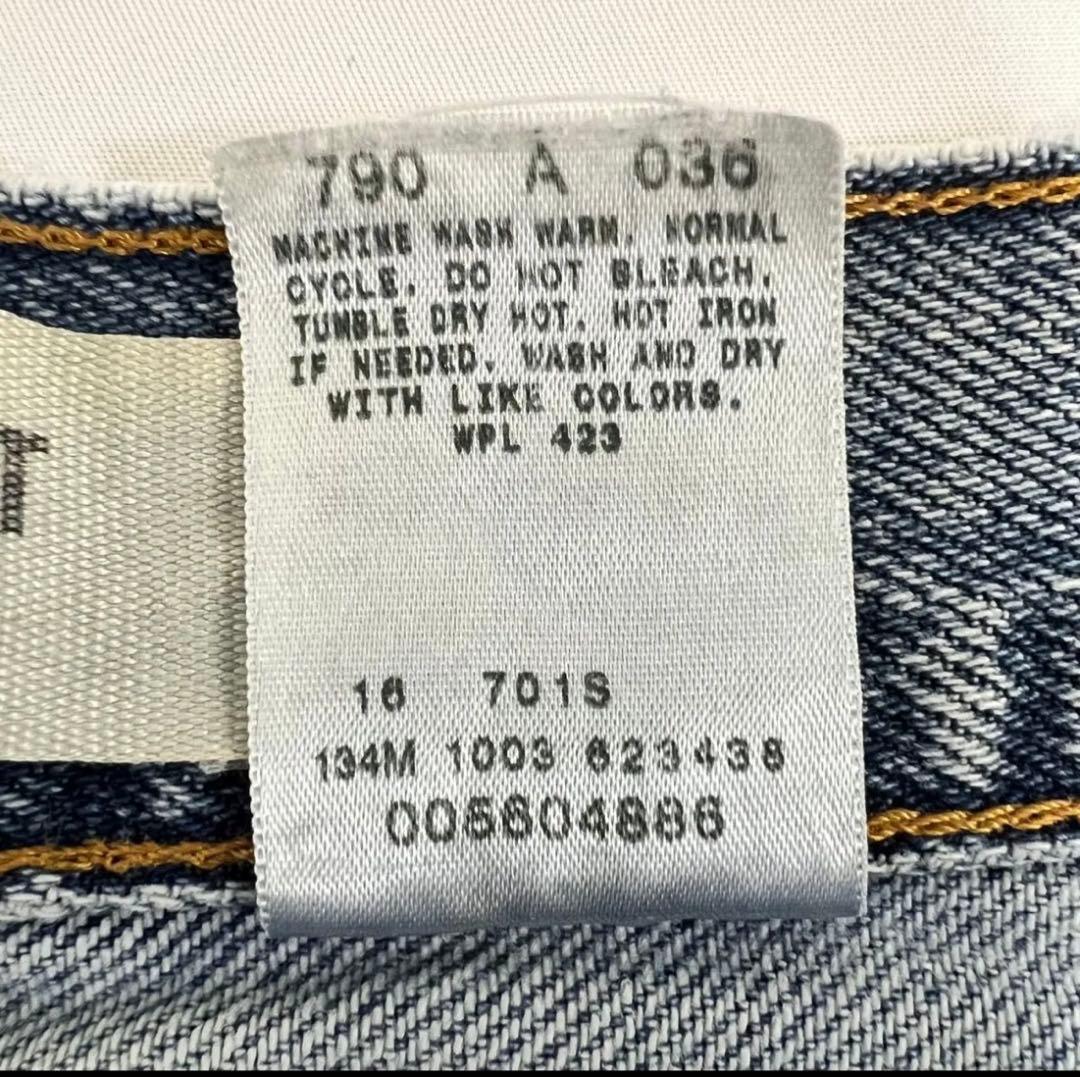 790 A 036
MACHINE WASH WARM. NORMAL
CYCLE. DO NOT BLEACH.
TUMBLE DRY HOT. HOT IRON
IF NEEDED. WASH AND DRY
WITH LIKE COLORS.
WPL 423
16 701S
134M 1003 623438
005604886